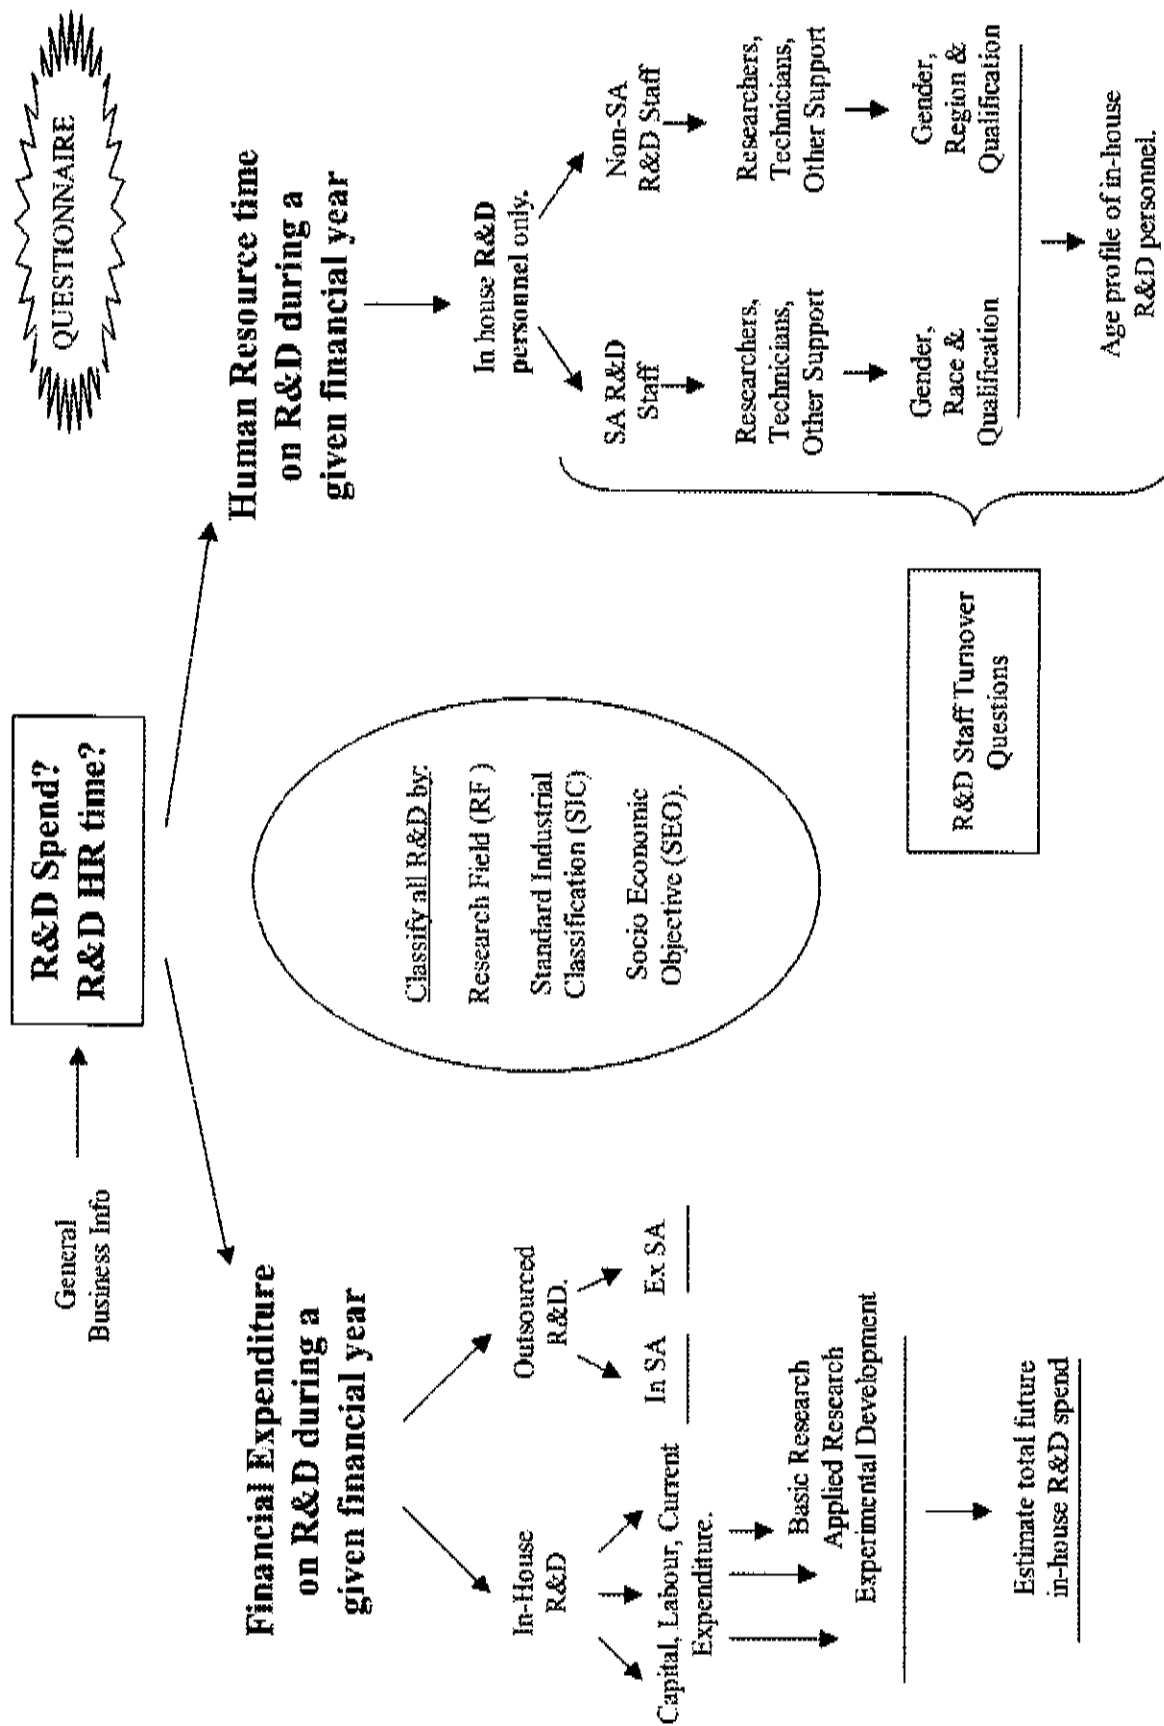 QUESTIONNAIRE
General
Business Info
R&D Spend?
R&D HR time?
Financial Expenditure
on R&D during a
given financial year
In-House
R&D
Outsourced
R&D.
Capital, Labour, Current
Expenditure.
In SA
Ex SA
Basic Research
Applied Research
Experimental Development
Estimate total future
in-house R&D spend
Classify all R&D by:
Research Field (RF )
Standard Industrial
Classification (SIC)
Socio Economic
Objective (SEO).
Human Resource time
on R&D during a
given financial year
In house R&D
personnel only.
SA R&D
Staff
Non-SA
R&D Staff
Researchers,
Technicians,
Other Support
Researchers,
Technicians,
Other Support
Gender,
Race &
Qualification
Gender,
Region &
Qualification
Age profile of in-house
R&D personnel.
R&D Staff Turnover
Questions